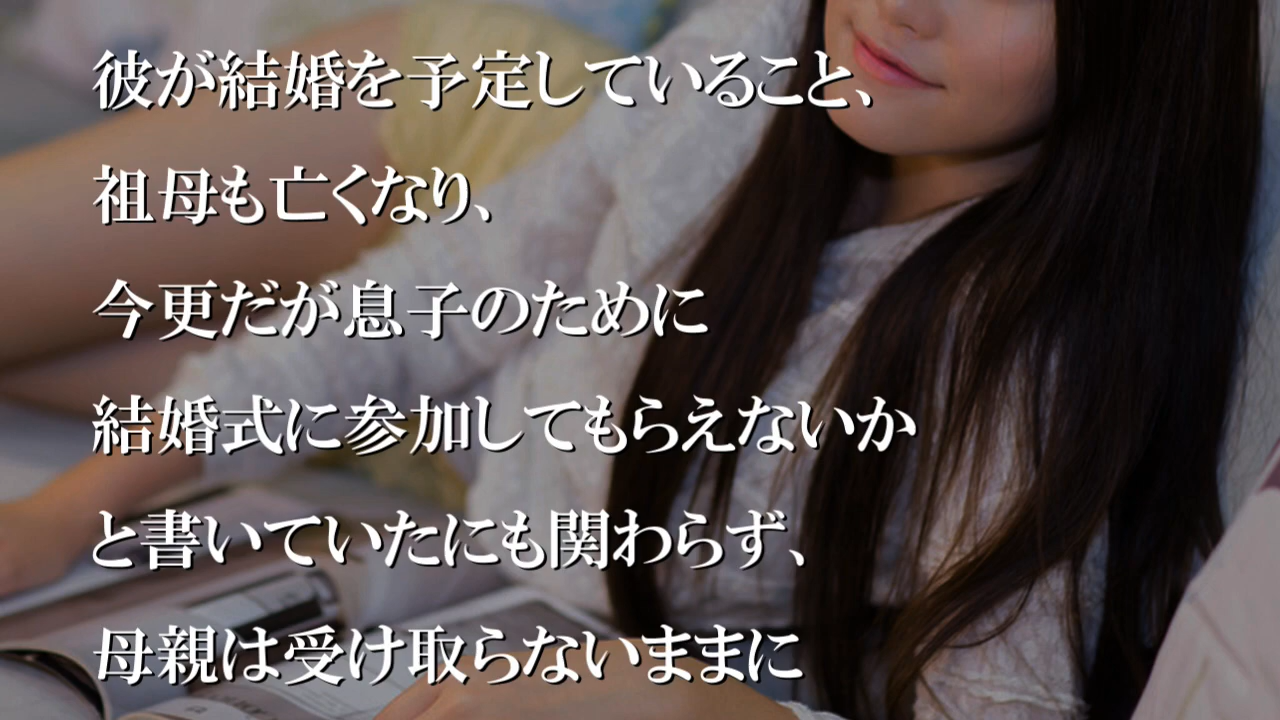 彼が結婚を予定していること、
祖母も亡くなり、
今更だが息子のために
結婚式に参加してもらえないか
と書いていたにも関わらず、
母親は受け取らないままに